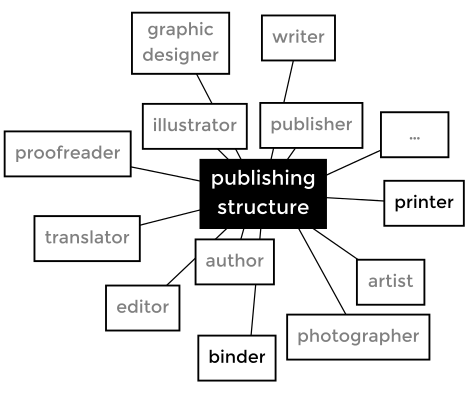 graphic
designer
writer
illustrator
publisher
...
proofreader
publishing
structure
printer
translator
author
artist
editor
photographer
binder